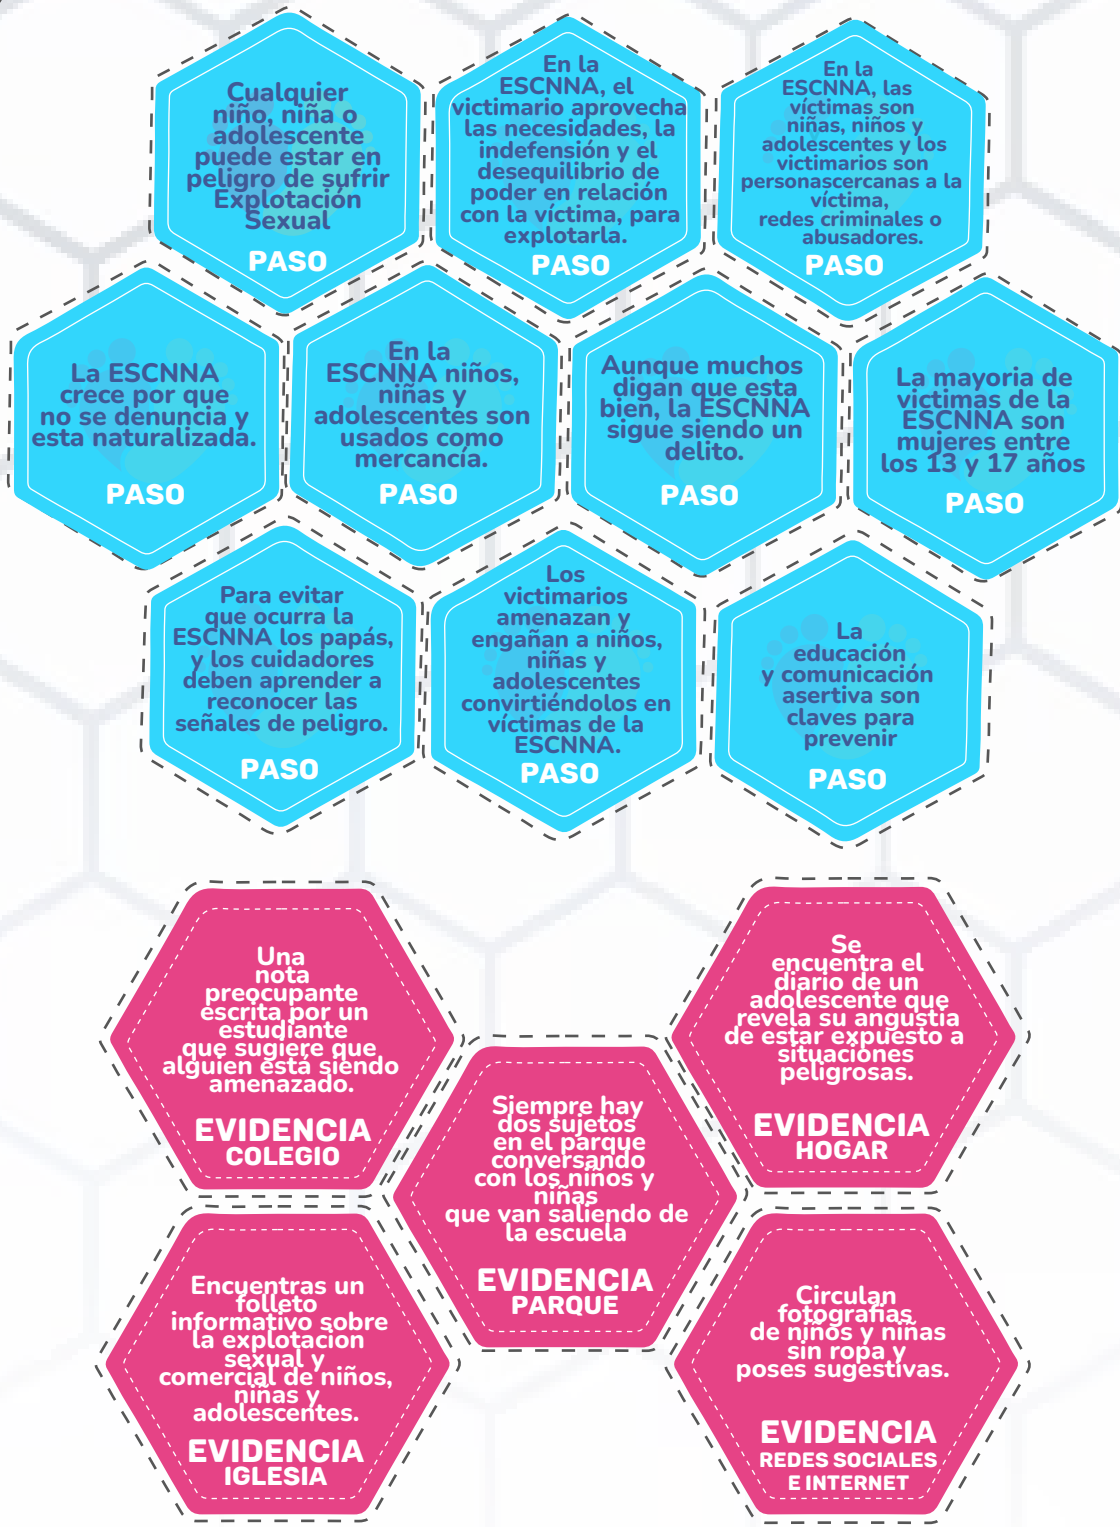 Cualquier
niño, niña o
adolescente
puede estar en
peligro de sufrir
Explotación
Sexual
PASO
En la
ESCNNA, el
victimario aprovecha
las necesidades, la
indefensión y el
desequilibrio de
poder en relación
con la víctima, para
explotarla.
PASO
En la
ESCNNA, las
víctimas son
niñas, niños y
adolescentes y los
victimarios son
personascercanas a la
víctima,
redes criminales o
abusadores.
PASO
La ESCNNA
crece por que
no se denuncia y
esta naturalizada.
PASO
En la
ESCNNA niños,
niñas y
adolescentes son
usados como
mercancía.
PASO
Aunque muchos
digan que esta
bien, la ESCNNA
sigue siendo un
delito.
PASO
La mayoria de
victimas de la
ESCNNA son
mujeres entre
los 13 y 17 años
PASO
Para evitar
que ocurra la
ESCNNA los papás,
y los cuidadores
deben aprender a
reconocer las
señales de peligro.
PASO
Los
victimarios
amenazan y
engañan a niños,
niñas y
adolescentes
convirtiéndolos en
víctimas de la
ESCNNA.
PASO
La
educación
y comunicación
asertiva son
claves para
prevenir
PASO
Una
nota
preocupante
escrita por un
estudiante
que sugiere que
alguien está siendo
amenazado.
EVIDENCIA
COLEGIO
Se
encuentra el
diario de un
adolescente que
revela su angustia
de estar expuesto a
situaciones
peligrosas.
EVIDENCIA
HOGAR
Siempre hay
dos sujetos
en el parque
conversando
con los niños y
niñas
que van saliendo de
la escuela
EVIDENCIA
PARQUE
Encuentras un
folleto
informativo sobre
la explotación
sexual y
comercial de niños,
niñas y
adolescentes.
EVIDENCIA
IGLESIA
Circulan
fotografías
de niños y niñas
sin ropa y
poses sugestivas.
EVIDENCIA
REDES SOCIALES
E INTERNET